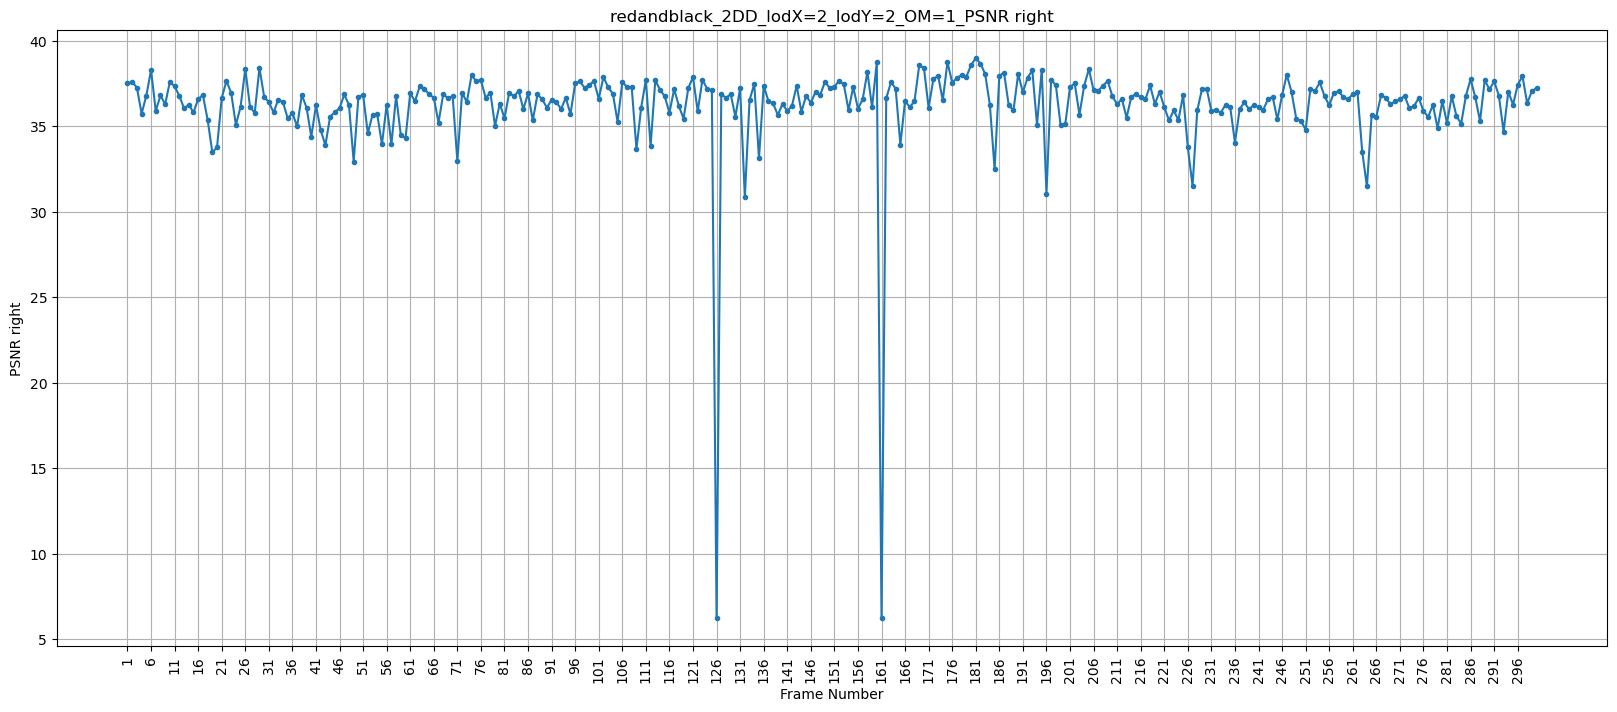 redandblack_2DD_lodX=2_lodY=2_OM=1_PSNR right
40
35
30
25
20
15
10
5
PSNR right
1 6 11 16 21 26 31 36 41 46 51 56 61 66 71 76 81 86 91 96 101 106 111 116 121 126 131 136 141 146 151 156 161 166 171 176 181 186 191 196 201 206 211 216 221 226 231 236 241 246 251 256 261 266 271 276 281 286 291 296
Frame Number